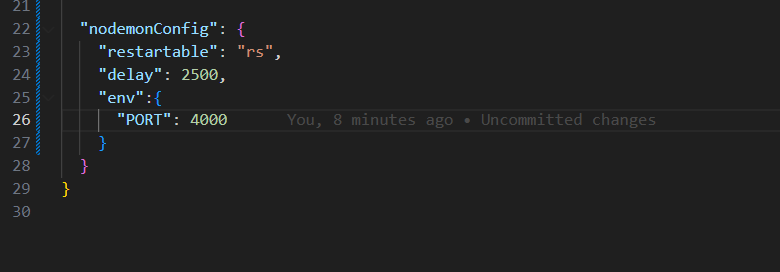 21
22 "nodemonConfig": {
23 "restartable": "rs",
24 "delay": 2500,
25 "env":{
26 "PORT": 4000 You, 8 minutes ago • Uncommitted changes
27 }
28 }
29 }
30